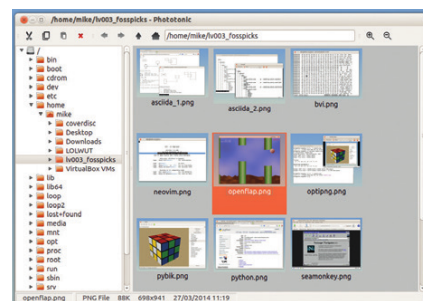 /home/mike/lv003_fosspicks - Phototonic
/home/mike/lv003_fosspicks
/
bin
boot
cdrom
dev
etc
home
mike
coverdisc
Desktop
Downloads
LOLWUT
lv003_fosspicks
VirtualBox VMs
lib
lib64
loop
loop2
lost+found
media
mnt
opt
proc
root
run
sbin
srv
asciida_1.png
asciida_2.png
bvi.png
neovim.png
openflap.png
optipng.png
pybik.png
python.png
seamonkey.png
openflap.png PNG File 88K 698x941 27/03/2014 11:19